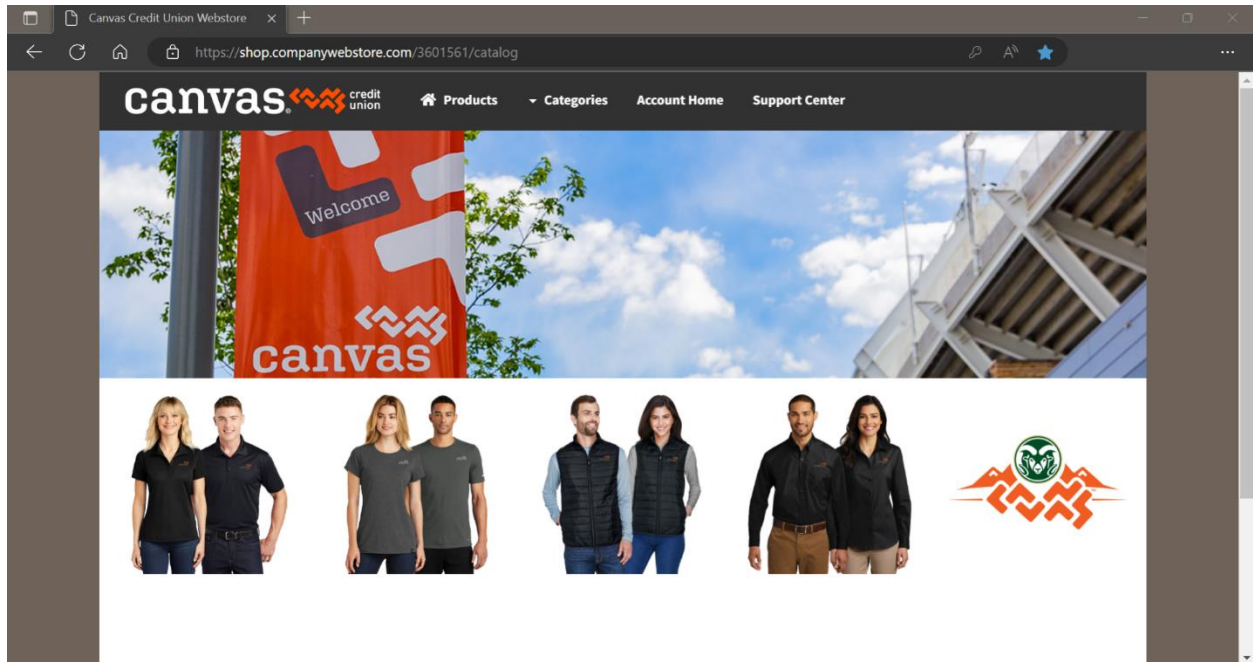 Canvas Credit Union Webstore
https://shop.companywebstore.com/3601561/catalog
canvas® credit union
Products
Categories
Account Home
Support Center
Welcome
canvas